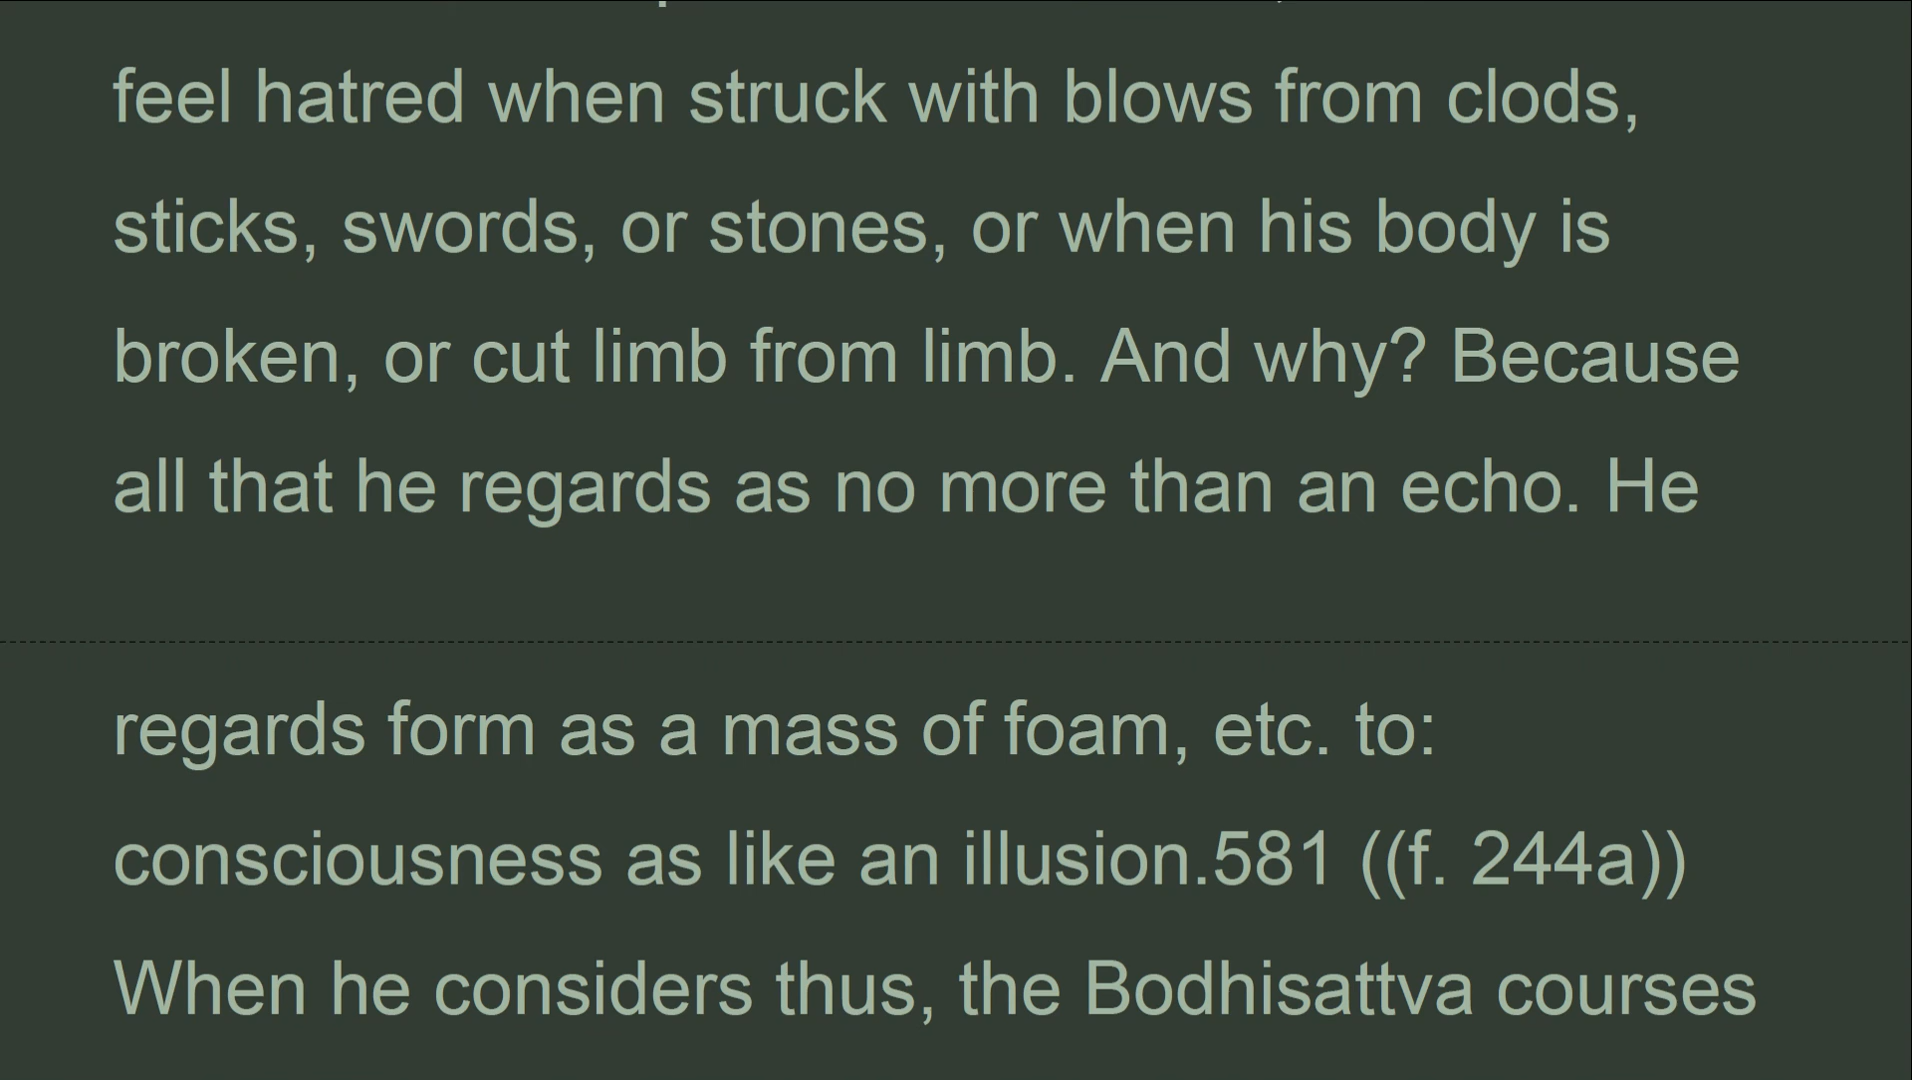 feel hatred when struck with blows from clods,
sticks, swords, or stones, or when his body is
broken, or cut limb from limb. And why? Because
all that he regards as no more than an echo. He
regards form as a mass of foam, etc. to:
consciousness as like an illusion.581 ((f. 244a))
When he considers thus, the Bodhisattva courses